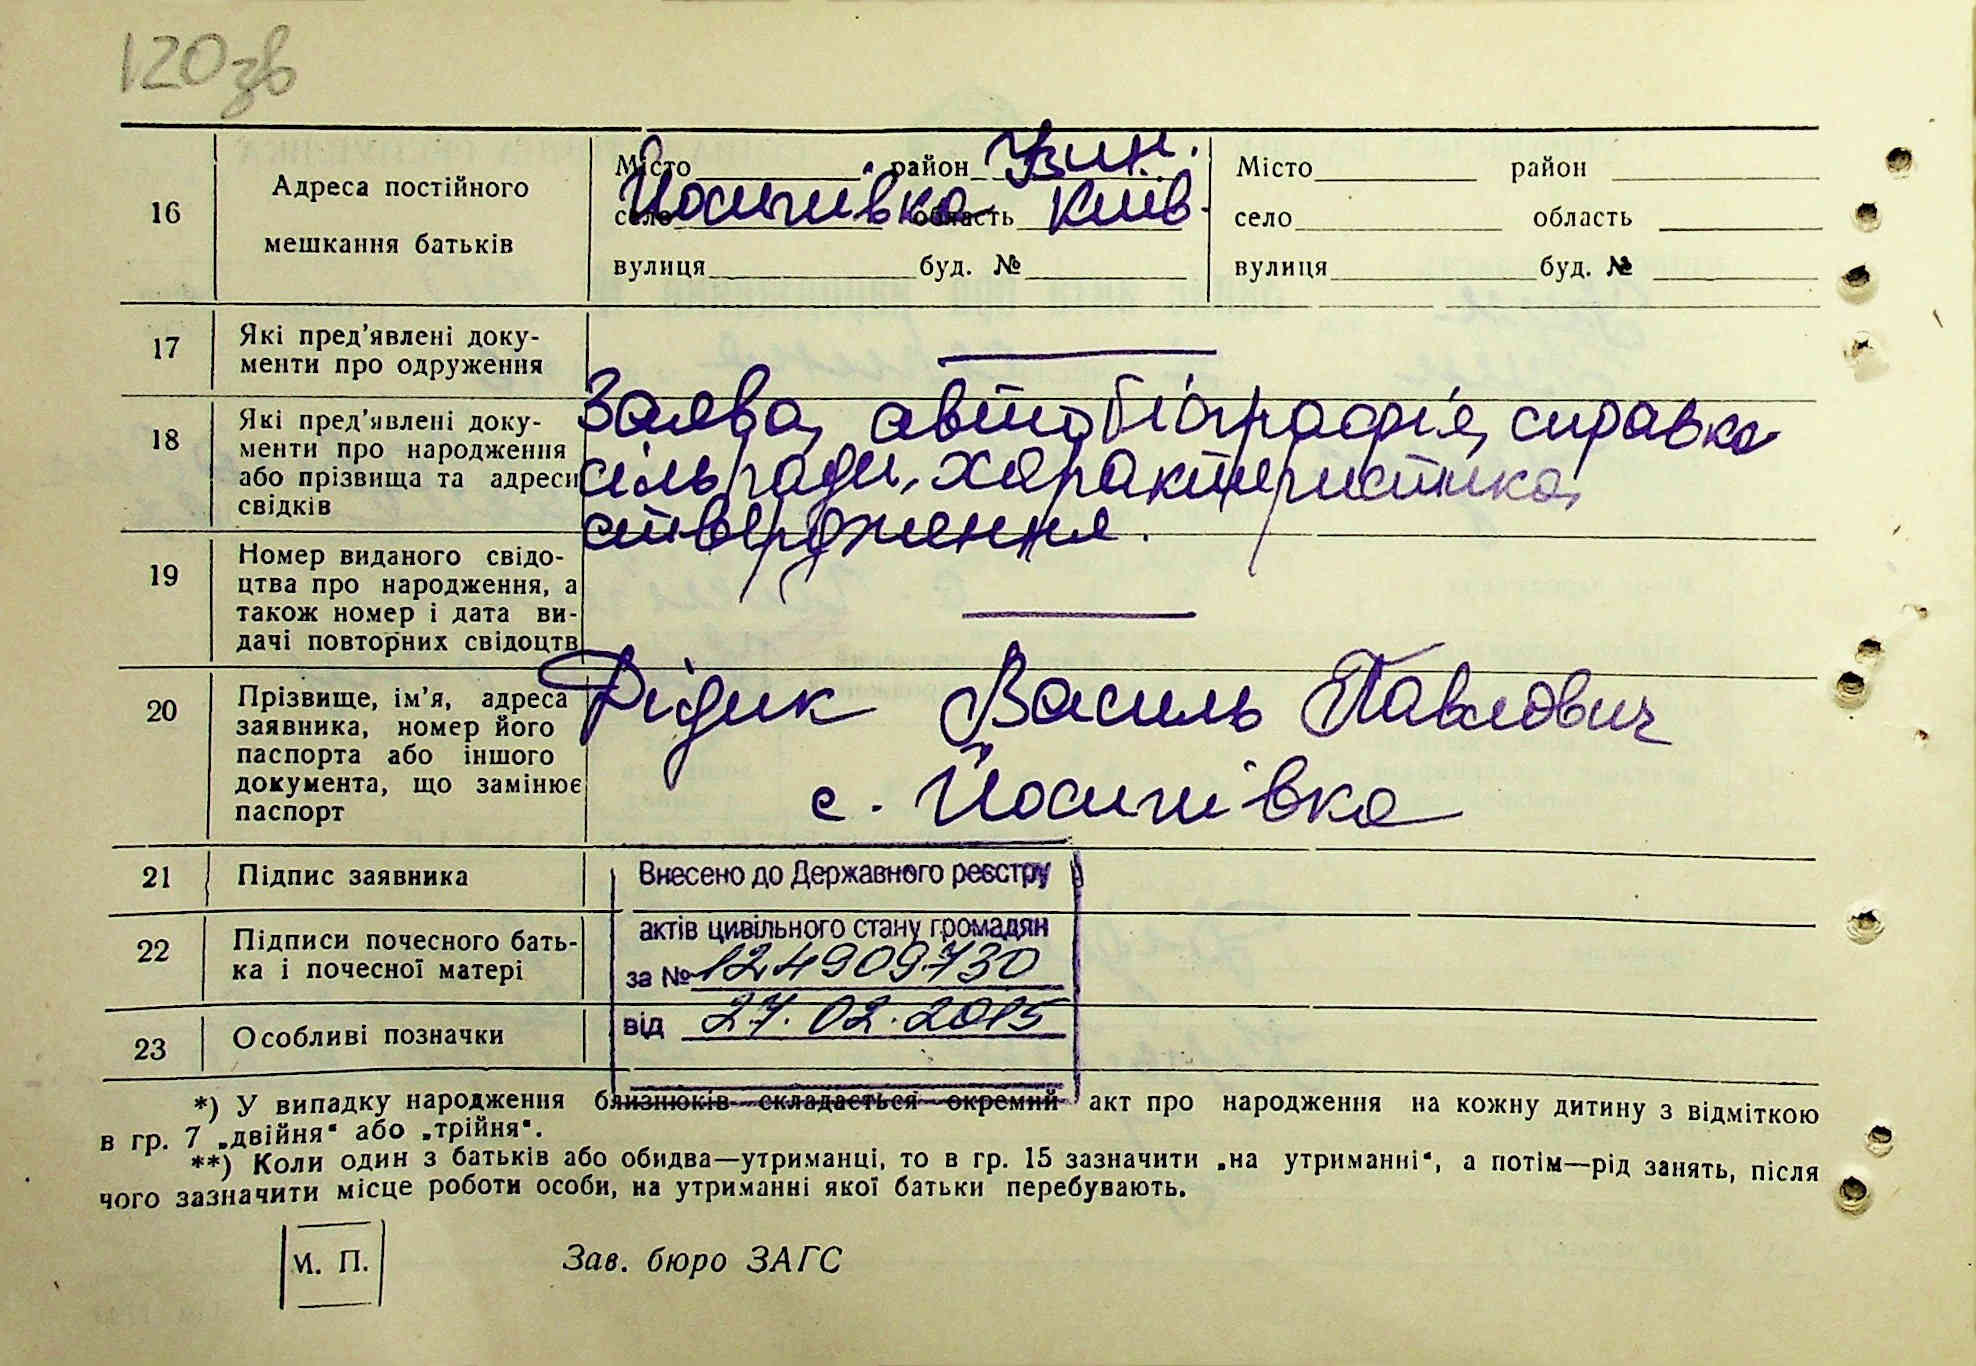 120 зв
16
Адреса постійного
мешкання батьків
Місто район Узин.
село Йосипівка область Київ.
вулиця буд. №
Місто район
село область
вулиця буд. №
17
Які пред'явлені доку-
менти про одруження
18
Які пред'явлені доку-
менти про народження
або прізвища та адреси
свідків
Заява, автобіографія, справка
сільради, характеристика,
ствердження.
19
Номер виданого свідо-
цтва про народження, а
також номер і дата ви-
дачі повторних свідоцтв
20
Прізвище, ім'я, адреса
заявника, номер його
паспорта або іншого
документа, що замінює
паспорт
Рідик Василь Павлович
с. Йосипівка
21
Підпис заявника
22
Підписи почесного бать-
ка і почесної матері
23
Особливі позначки
Внесено до Державного реєстру
актів цивільного стану громадян
за № 124909730
від 27.02.2015
*) У випадку народження близнюків складається окремий акт про народження на кожну дитину з відміткою
в гр. 7 „двійня" або „трійня".
**) Коли один з батьків або обидва—утриманці, то в гр. 15 зазначити „на утриманні", а потім—рід занять, після
чого зазначити місце роботи особи, на утриманні якої батьки перебувають.
М. П.
Зав. бюро ЗАГС